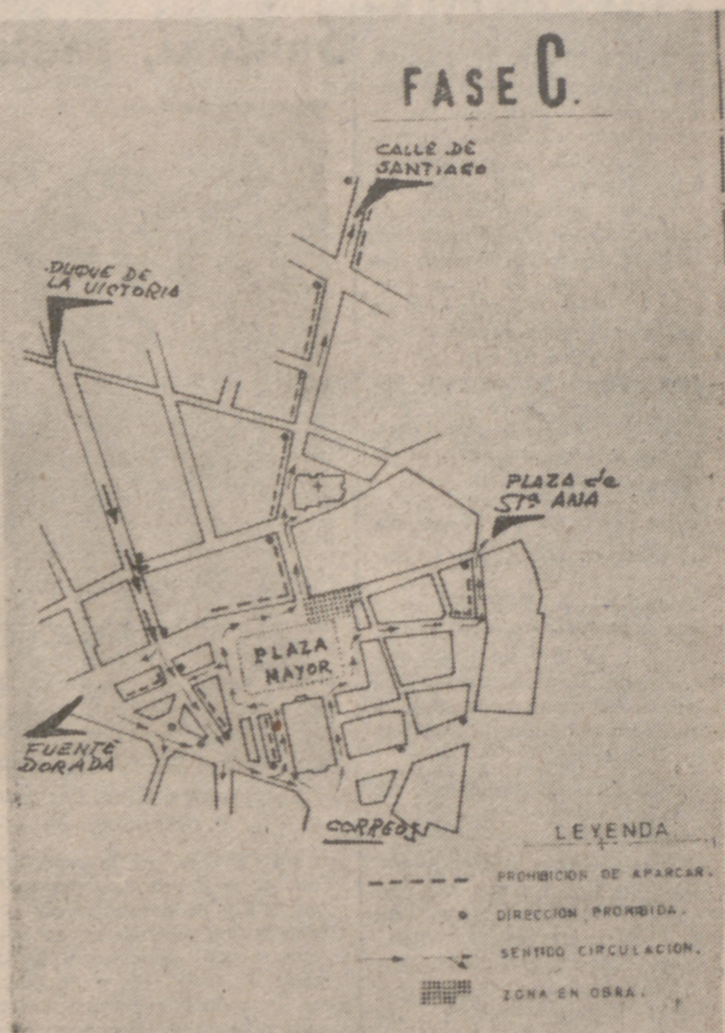 FASE C.
CALLE DE
SANTIAGO
DUQUE DE
LA VICTORIA
PLAZA de
STª ANA
PLAZA
MAYOR
FUENTE
DORADA
CORREOS
LEYENDA
PROHIBICION DE APARCAR.
DIRECCION PROHIBIDA.
SENTIDO CIRCULACION.
ZONA EN OBRA.